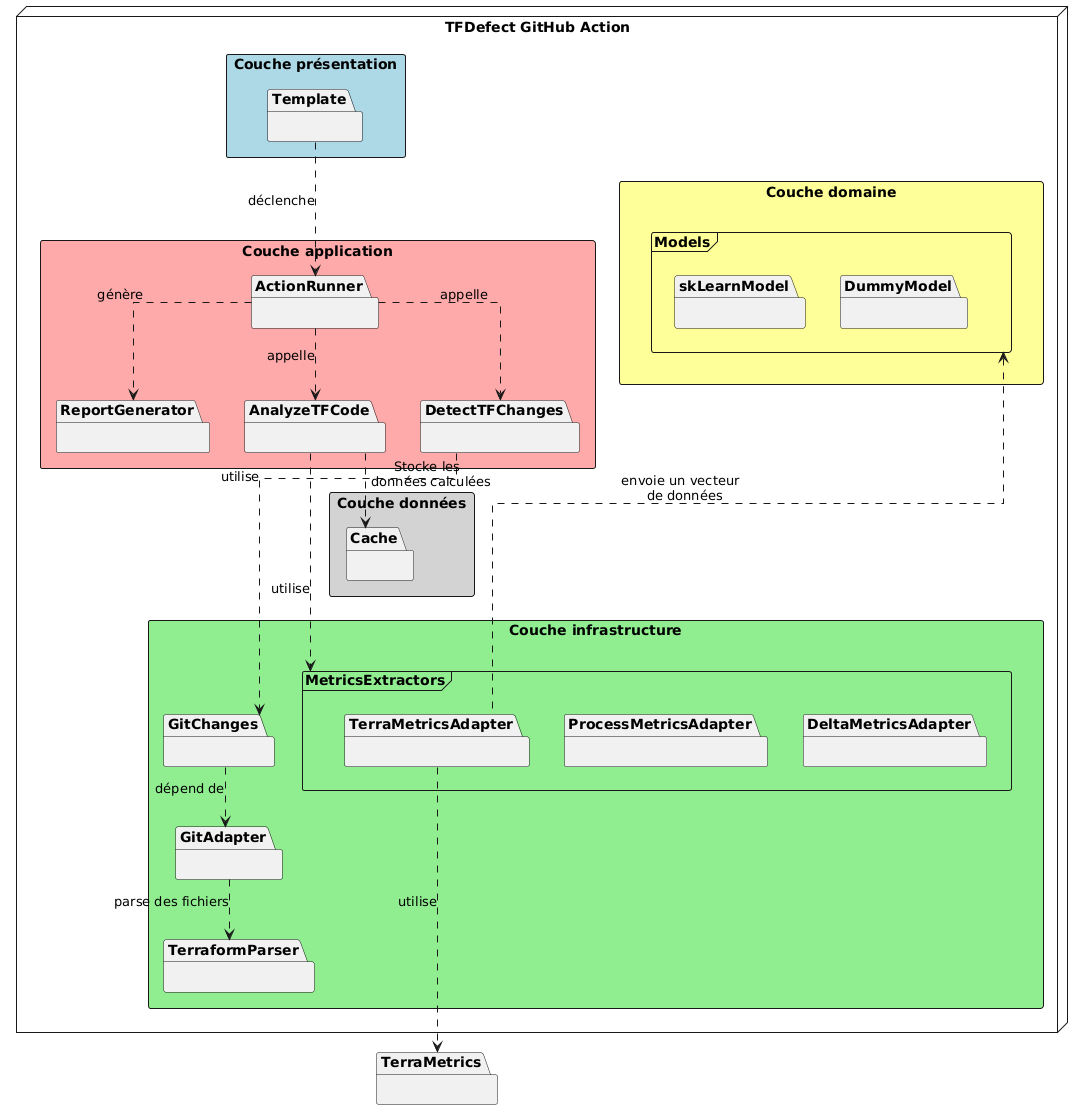 TFDefect GitHub Action
Couche présentation
Template
déclenche
Couche domaine
Models
skLearnModel
DummyModel
Couche application
ActionRunner
génère
appelle
appelle
ReportGenerator
AnalyzeTFCode
DetectTFChanges
utilise
Stocke les
données calculées
envoie un vecteur
de données
Couche données
Cache
utilise
Couche infrastructure
MetricsExtractors
GitChanges
TerraMetricsAdapter
ProcessMetricsAdapter
DeltaMetricsAdapter
dépend de
GitAdapter
parse des fichiers
utilise
TerraformParser
TerraMetrics